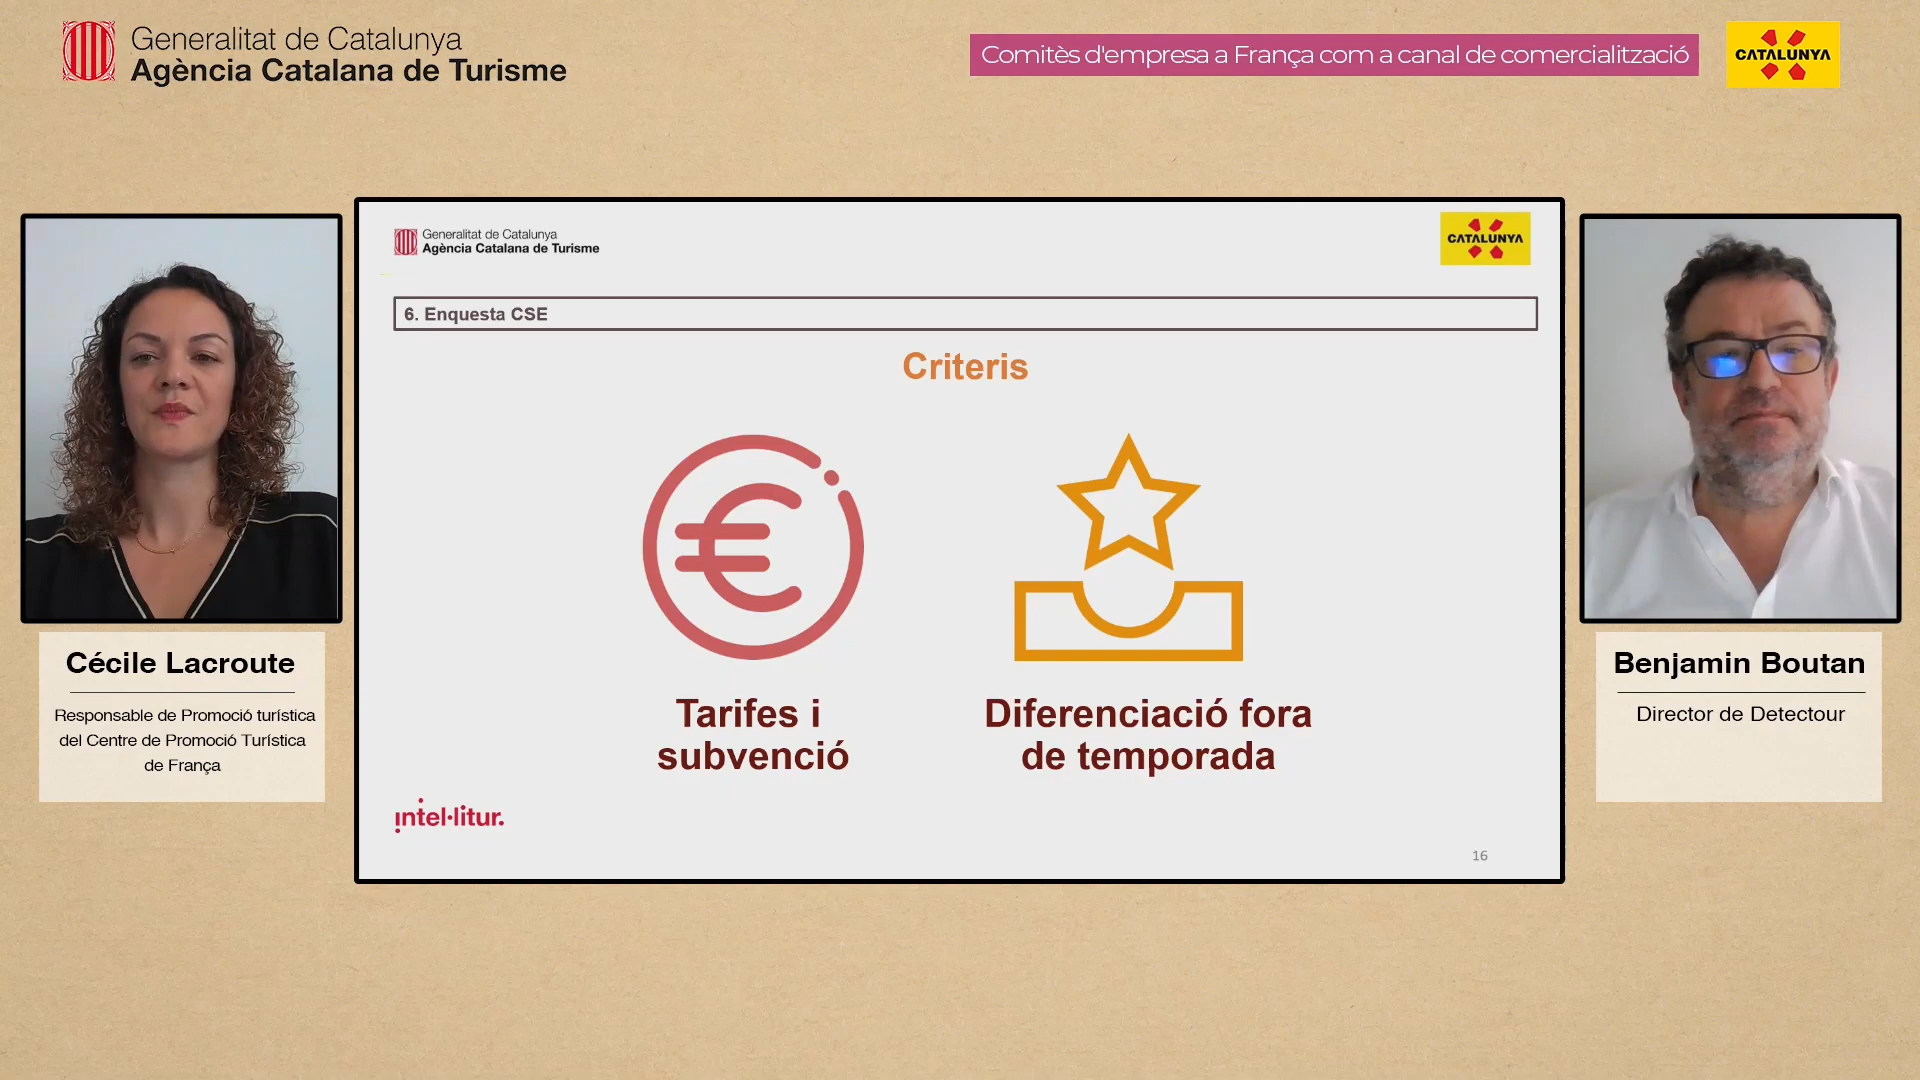 Generalitat de Catalunya
Agència Catalana de Turisme
Comitès d'empresa a França com a canal de comercialització
CATALUNYA
Generalitat de Catalunya
Agència Catalana de Turisme
CATALUNYA
6. Enquesta CSE
Criteris
Tarifes i
subvenció
Diferenciació fora
de temporada
intel·litur.
16
Cécile Lacroute
Responsable de Promoció turística
del Centre de Promoció Turística
de França
Benjamin Boutan
Director de Detectour